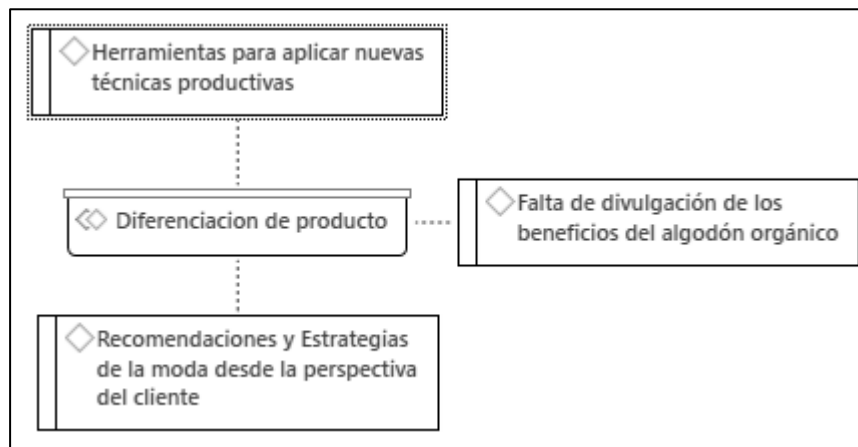 Herramientas para aplicar nuevas
técnicas productivas
Diferenciacion de producto
Falta de divulgación de los
beneficios del algodón orgánico
Recomendaciones y Estrategias
de la moda desde la perspectiva
del cliente